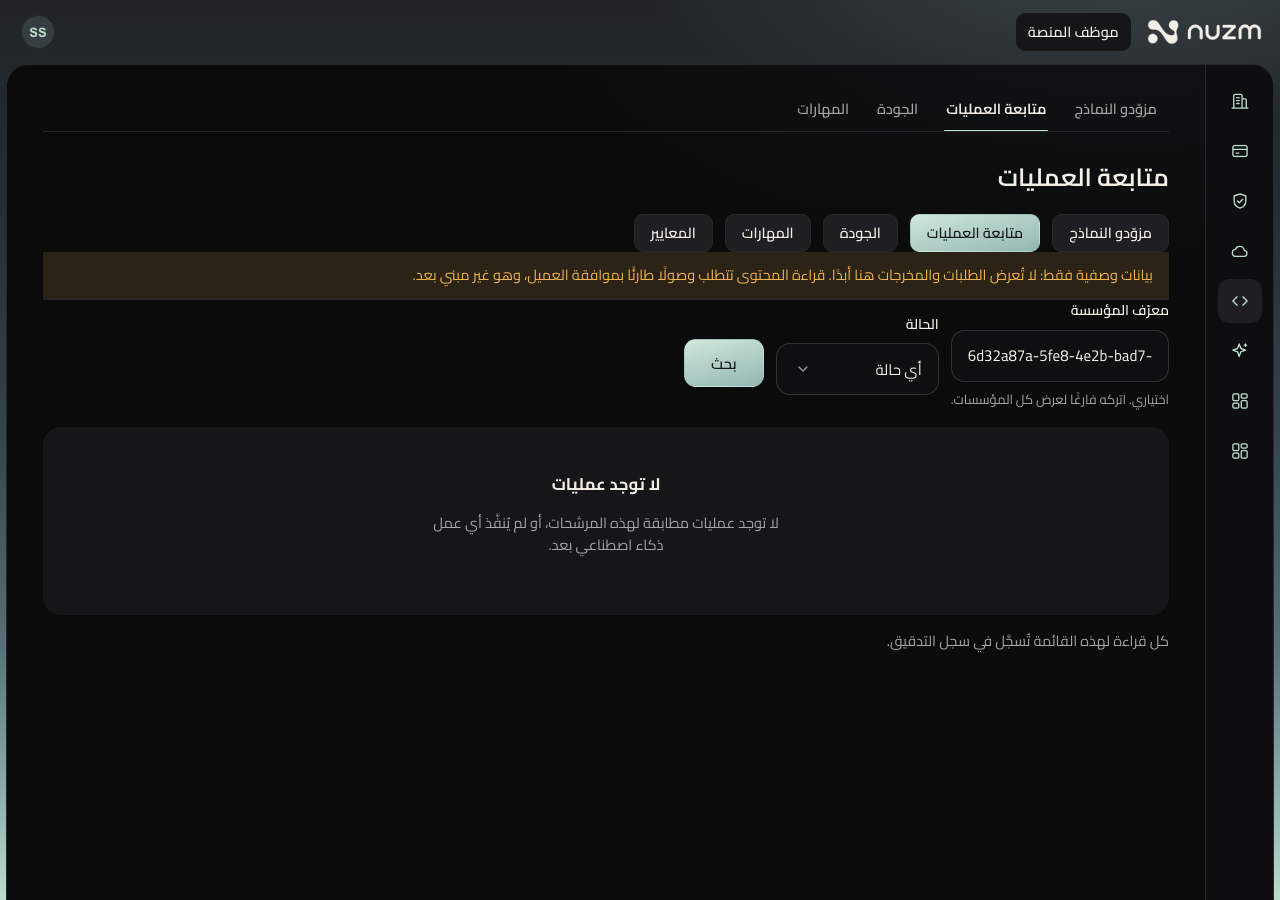 nuzm
موظف المنصة
SS
مزوّدو النماذج
متابعة العمليات
الجودة
المهارات
متابعة العمليات
مزوّدو النماذج
متابعة العمليات
الجودة
المهارات
المعايير
بيانات وصفية فقط: لا تُعرض الطلبات والمخرجات هنا أبدًا. قراءة المحتوى تتطلب وصولًا طارئًا بموافقة العميل، وهو غير مبني بعد.
معرّف المؤسسة
6d32a87a-5fe8-4e2b-bad7-
اختياري. اتركه فارغًا لعرض كل المؤسسات.
الحالة
أي حالة
بحث
لا توجد عمليات
لا توجد عمليات مطابقة لهذه المرشحات، أو لم يُنفَّذ أي عمل
ذكاء اصطناعي بعد.
كل قراءة لهذه القائمة تُسجَّل في سجل التدقيق.